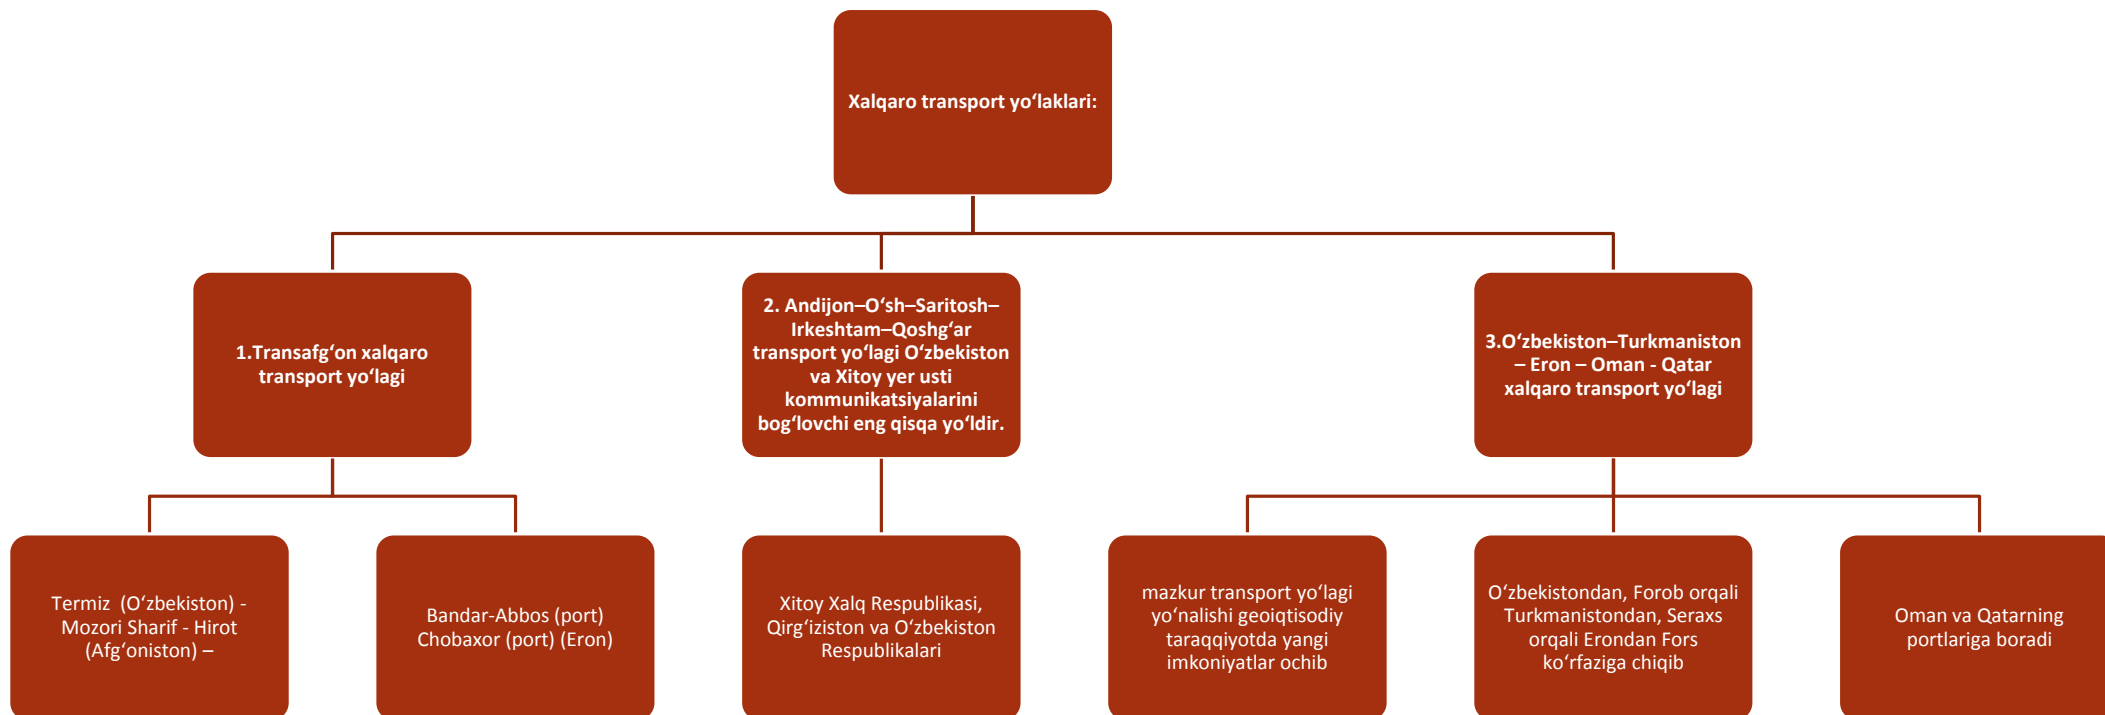 Xalqaro transport yo‘laklari:
1.Transafg‘on xalqaro
transport yo‘lagi
2. Andijon–O‘sh–Saritosh–
Irkeshtam–Qoshg‘ar
transport yo‘lagi O‘zbekiston
va Xitoy yer usti
kommunikatsiyalarini
bog‘lovchi eng qisqa yo‘ldir.
3.O‘zbekiston–Turkmaniston
– Eron – Oman - Qatar
xalqaro transport yo‘lagi
Termiz  (O‘zbekiston) -
Mozori Sharif - Hirot
(Afg‘oniston) –
Bandar-Abbos (port)
Chobaxor (port) (Eron)
Xitoy Xalq Respublikasi,
Qirg‘iziston va O‘zbekiston
Respublikalari
mazkur transport yo‘lagi
yo‘nalishi geoiqtisodiy
taraqqiyotda yangi
imkoniyatlar ochib
O‘zbekistondan, Forob orqali
Turkmanistondan, Seraxs
orqali Erondan Fors
ko‘rfaziga chiqib
Oman va Qatarning
portlariga boradi